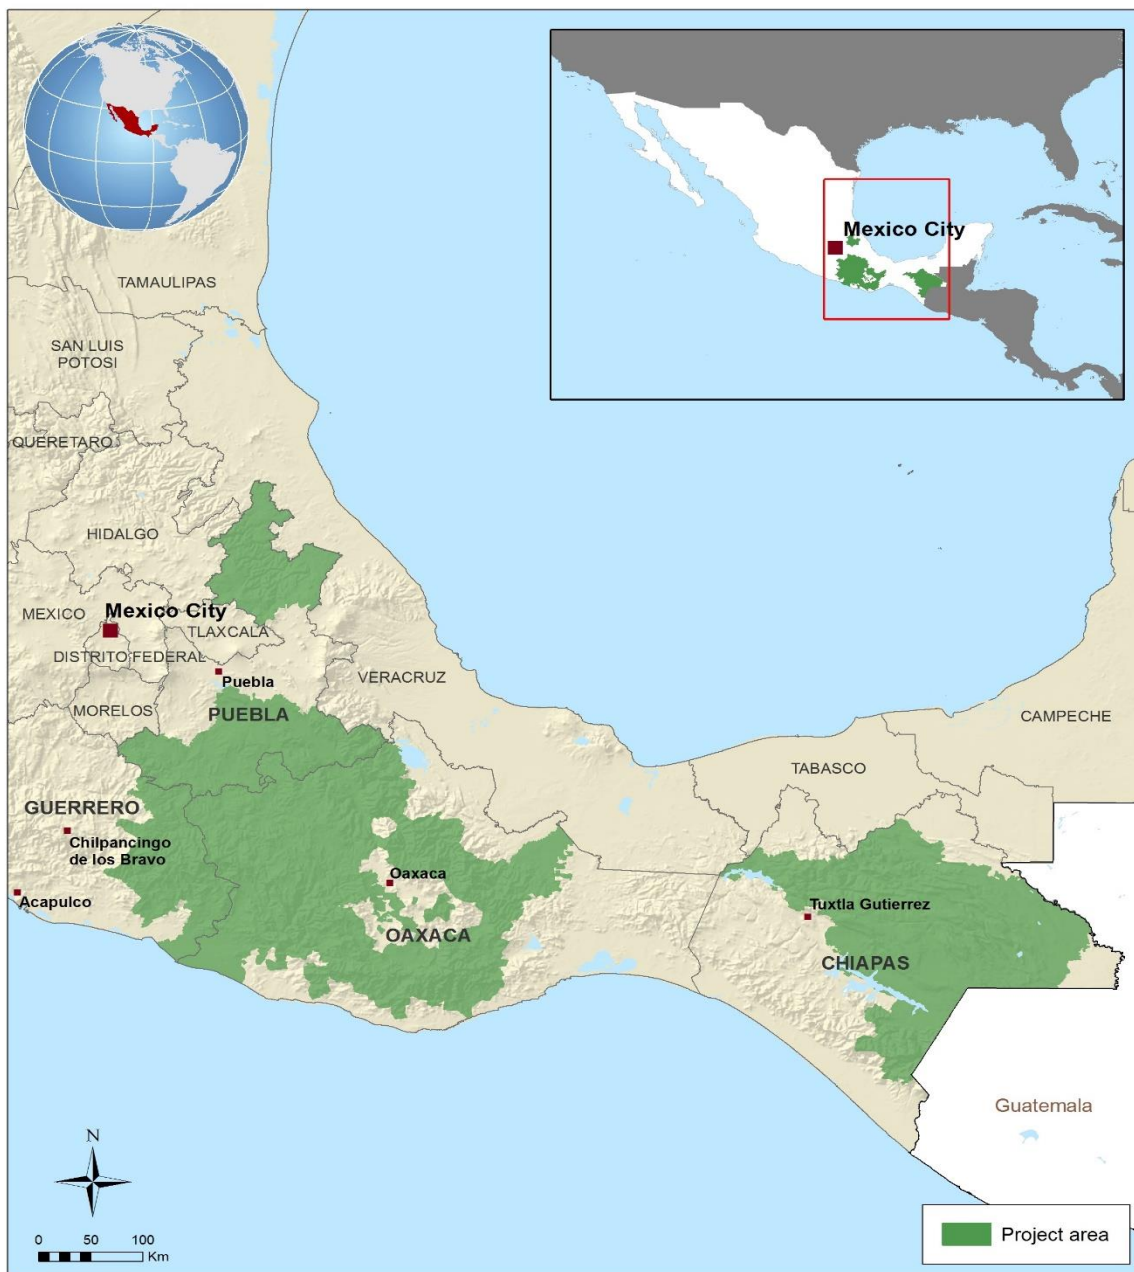 Mexico City
TAMAULIPAS
SAN LUIS
POTOSI
QUERETARO
HIDALGO
MEXICO
Mexico City
TLAXCALA
DISTRITO FEDERAL
Puebla
VERACRUZ
MORELOS
PUEBLA
CAMPECHE
TABASCO
GUERRERO
Chilpancingo
de los Bravo
Oaxaca
Acapulco
Tuxtla Gutierrez
OAXACA
CHIAPAS
Guatemala
N
0 50 100
Km
Project area